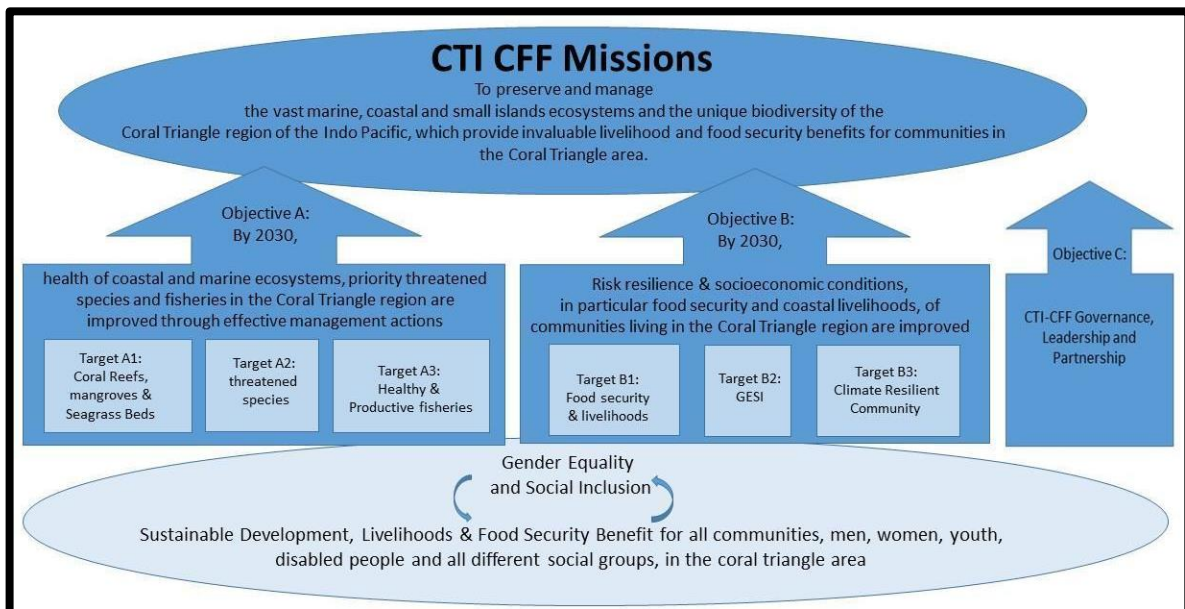 CTI CFF Missions
To preserve and manage
the vast marine, coastal and small islands ecosystems and the unique biodiversity of the
Coral Triangle region of the Indo Pacific, which provide invaluable livelihood and food security benefits for communities in
the Coral Triangle area.
Objective A:
By 2030,
health of coastal and marine ecosystems, priority threatened
species and fisheries in the Coral Triangle region are
improved through effective management actions
Target A1:
Coral Reefs,
mangroves &
Seagrass Beds
Target A2:
threatened
species
Target A3:
Healthy &
Productive fisheries
Objective B:
By 2030,
Risk resilience & socioeconomic conditions,
in particular food security and coastal livelihoods, of
communities living in the Coral Triangle region are improved
Target B1:
Food security
& livelihoods
Target B2:
GESI
Target B3:
Climate Resilient
Community
Objective C:
CTI-CFF Governance,
Leadership and
Partnership
Gender Equality
and Social Inclusion
Sustainable Development, Livelihoods & Food Security Benefit for all communities, men, women, youth,
disabled people and all different social groups, in the coral triangle area